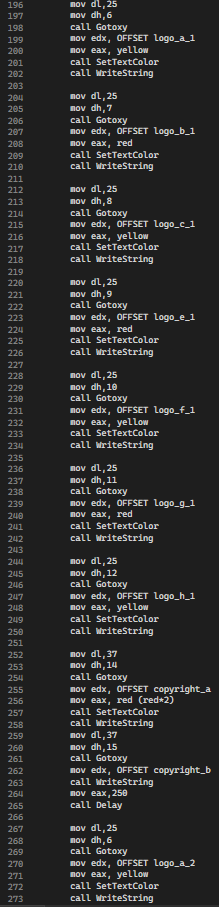 196 mov dl,25
197 mov dh,6
198 call Gotoxy
199 mov edx, OFFSET logo_a_1
200 mov eax, yellow
201 call SetTextColor
202 call WriteString
203
204 mov dl,25
205 mov dh,7
206 call Gotoxy
207 mov edx, OFFSET logo_b_1
208 mov eax, red
209 call SetTextColor
210 call WriteString
211
212 mov dl,25
213 mov dh,8
214 call Gotoxy
215 mov edx, OFFSET logo_c_1
216 mov eax, yellow
217 call SetTextColor
218 call WriteString
219
220 mov dl,25
221 mov dh,9
222 call Gotoxy
223 mov edx, OFFSET logo_e_1
224 mov eax, red
225 call SetTextColor
226 call WriteString
227
228 mov dl,25
229 mov dh,10
230 call Gotoxy
231 mov edx, OFFSET logo_f_1
232 mov eax, yellow
233 call SetTextColor
234 call WriteString
235
236 mov dl,25
237 mov dh,11
238 call Gotoxy
239 mov edx, OFFSET logo_g_1
240 mov eax, red
241 call SetTextColor
242 call WriteString
243
244 mov dl,25
245 mov dh,12
246 call Gotoxy
247 mov edx, OFFSET logo_h_1
248 mov eax, yellow
249 call SetTextColor
250 call WriteString
251
252 mov dl,37
253 mov dh,14
254 call Gotoxy
255 mov edx, OFFSET copyright_a
256 mov eax, red (red*2)
257 call SetTextColor
258 call WriteString
259 mov dl,37
260 mov dh,15
261 call Gotoxy
262 mov edx, OFFSET copyright_b
263 call WriteString
264 mov eax,250
265 call Delay
266
267 mov dl,25
268 mov dh,6
269 call Gotoxy
270 mov edx, OFFSET logo_a_2
271 mov eax, yellow
272 call SetTextColor
273 call WriteString